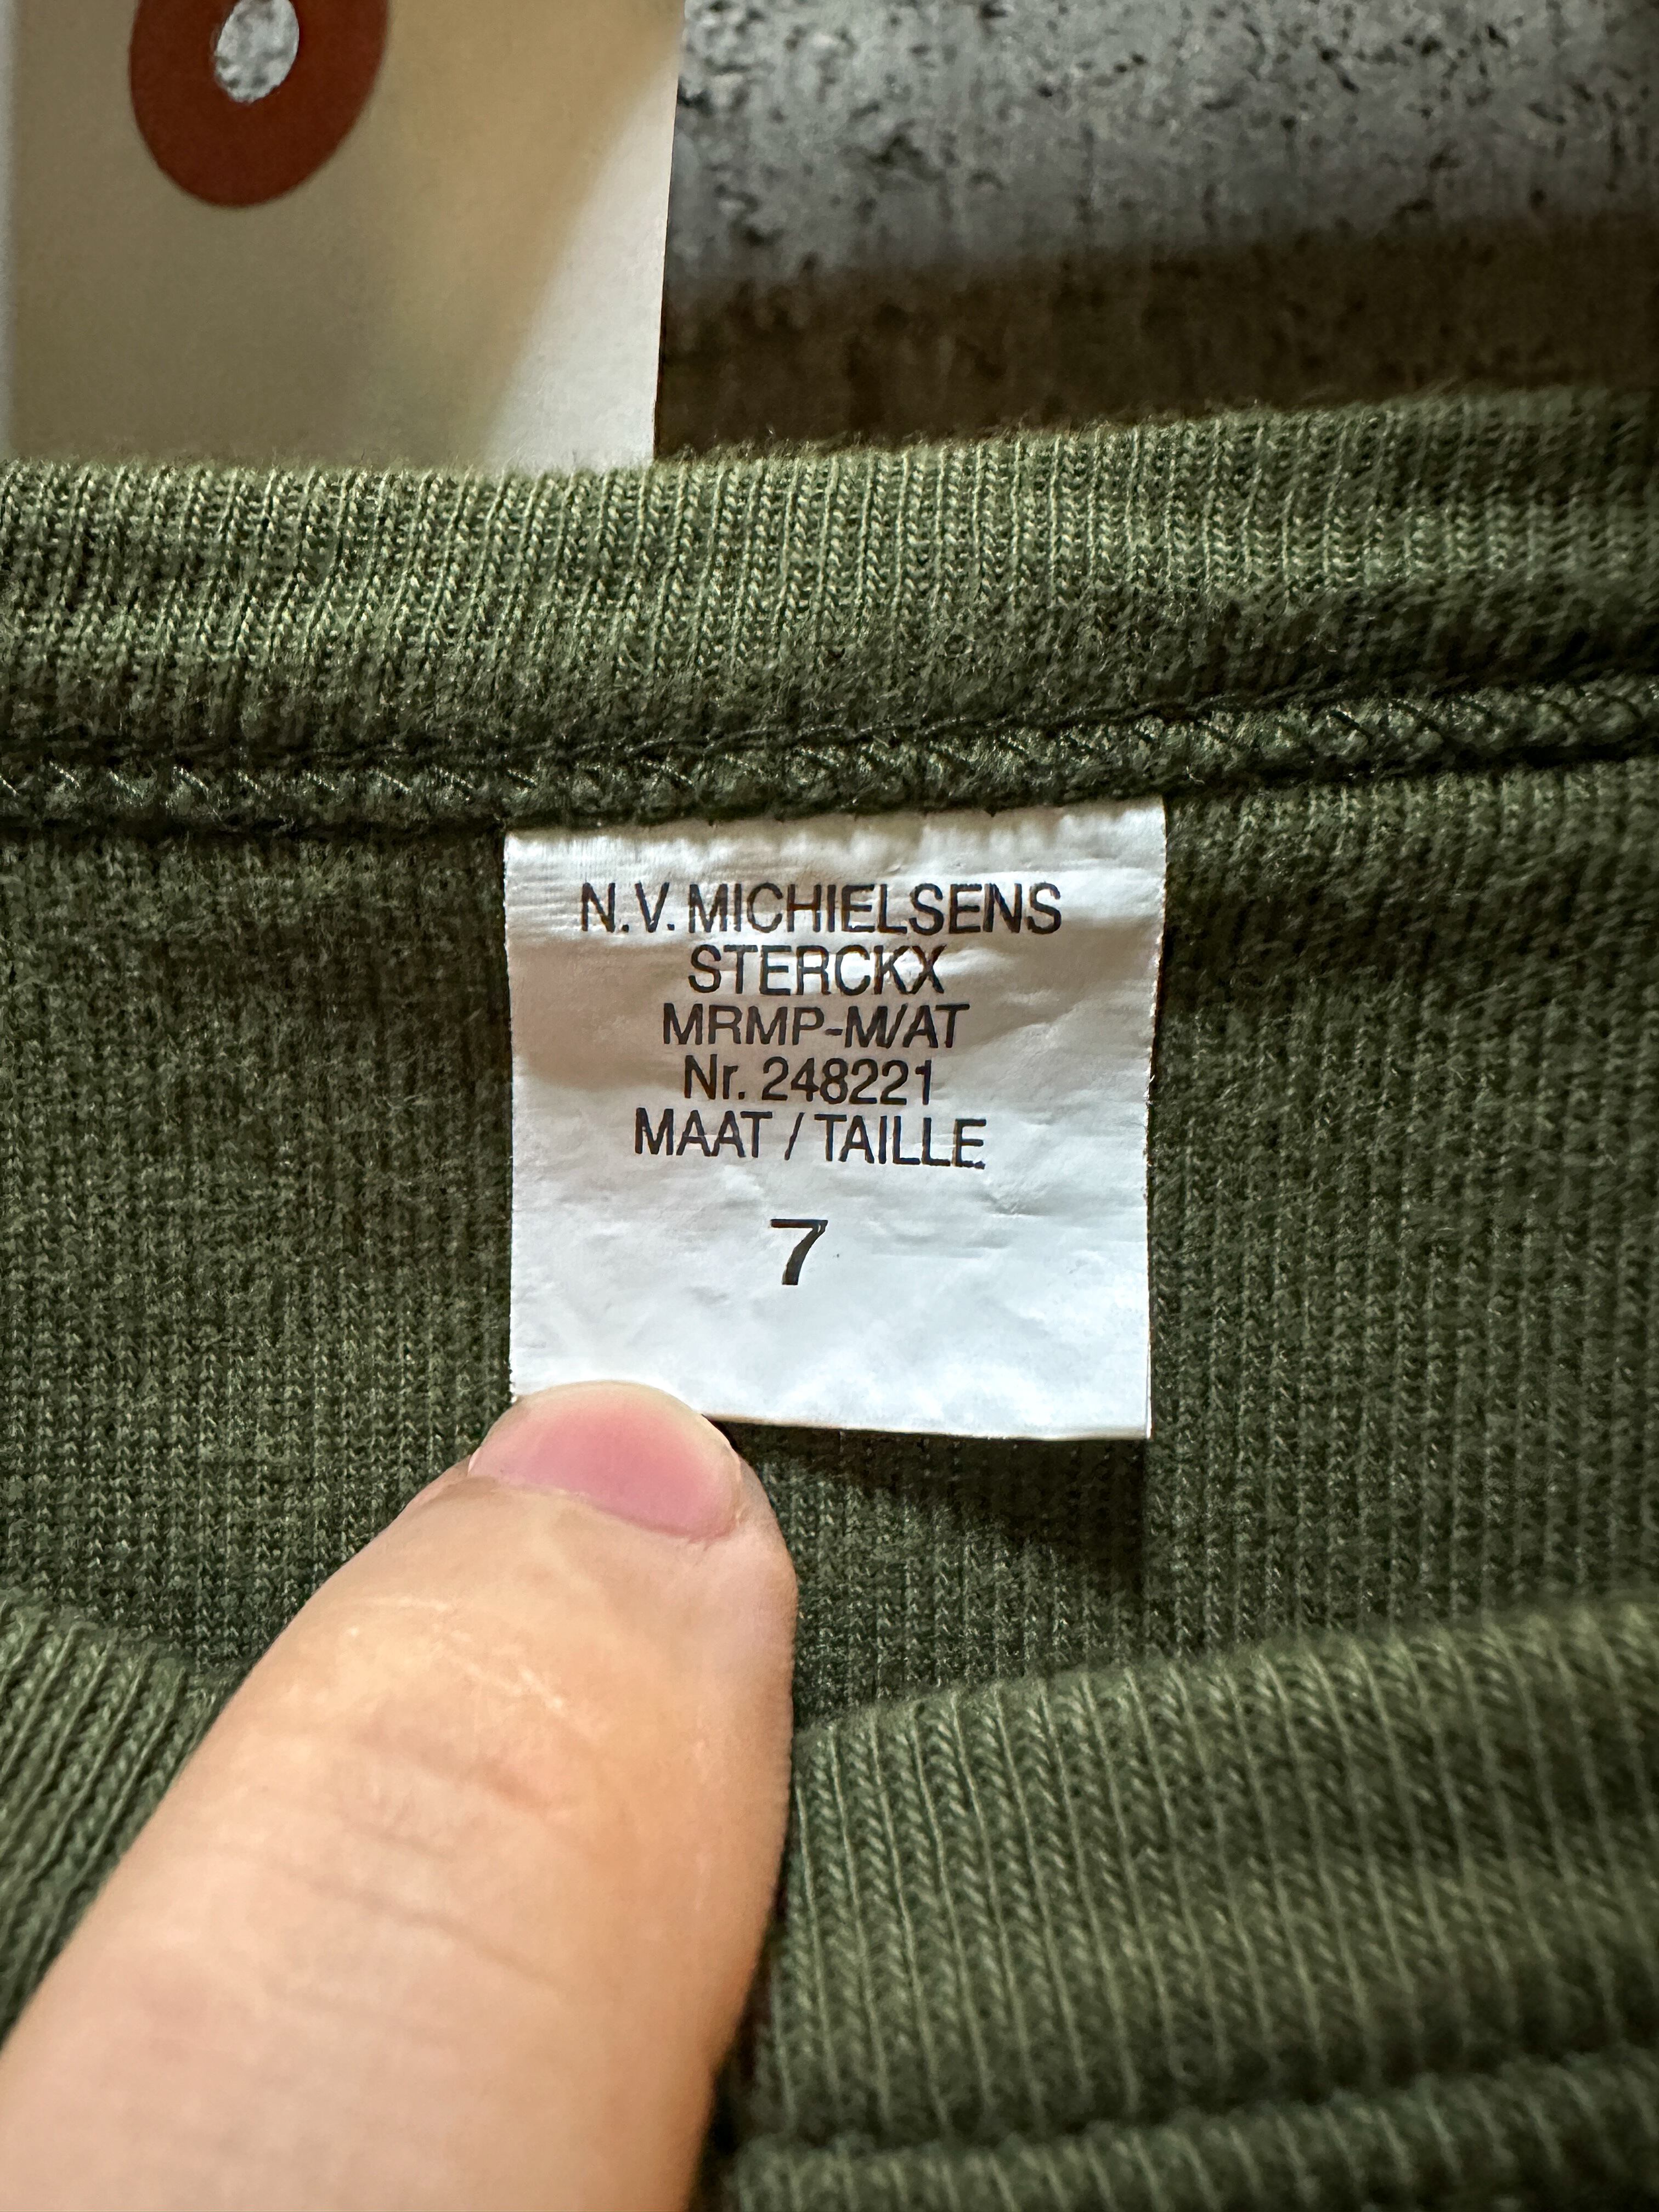 N.V. MICHIELSENS
STERCKX
MRMP-M/AT
Nr. 248221
MAAT / TAILLE
7